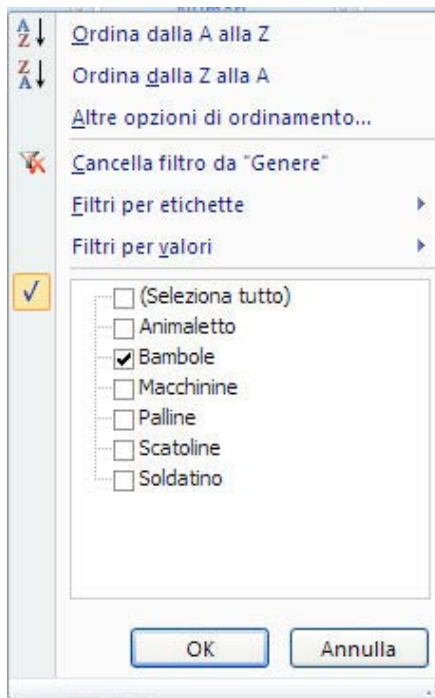 Ordina dalla A alla Z
Ordina dalla Z alla A
Altre opzioni di ordinamento...
Cancella filtro da "Genere"
Filtri per etichette
Filtri per valori
(Seleziona tutto)
Animaletto
Bambole
Macchinine
Palline
Scatoline
Soldatino
OK Annulla